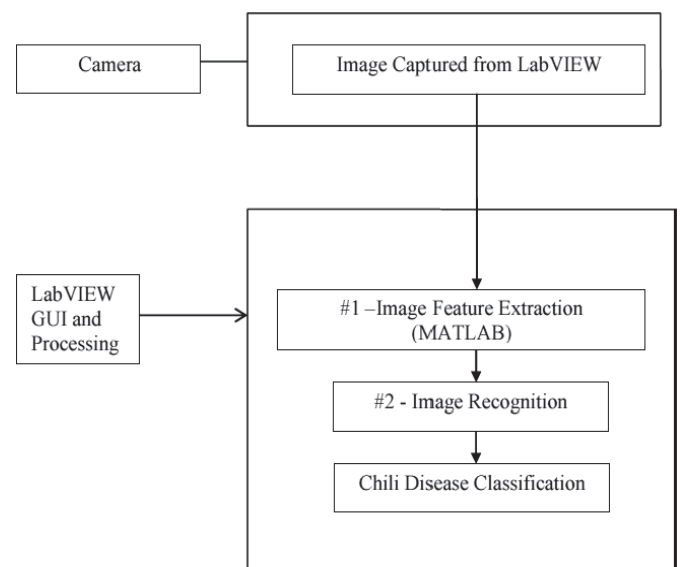 Camera
Image Captured from LabVIEW
LabVIEW
GUI and
Processing
#1 –Image Feature Extraction
(MATLAB)
#2 - Image Recognition
Chili Disease Classification